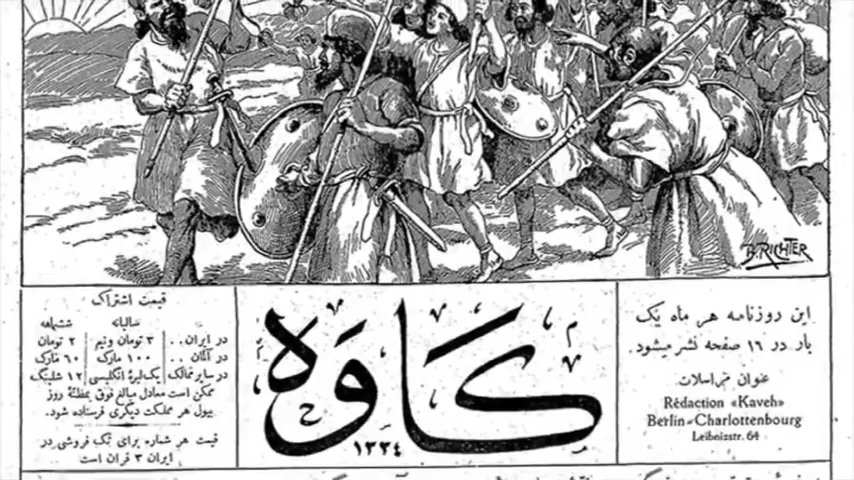 B. RICHTER
قیمت اشتراک
سالیانه ششماهه
در ایران.. ۳ تومان ونیم ۲ تومان
در آلمان .. ۱۰۰ مارک ۶۰ مارک
در سایر ممالک یک لیرهٔ انگلیسی ۱۲ شلینگ
ممکن است معادل مبالغ فوق بمظنّهٔ روز
بپول هر مملکت دیگری فرستاده شود.
قیمت هر شماره برای تک فروشی در
ایران ۳ قران است
کاوه
۱۳۳۴
این روزنامه هر ماه یک
بار در ۱۶ صفحه نشر میشود.
عنوان مراسلات
Rédaction «Kaveh»
Berlin-Charlottenbourg
Leibnizstr. 64